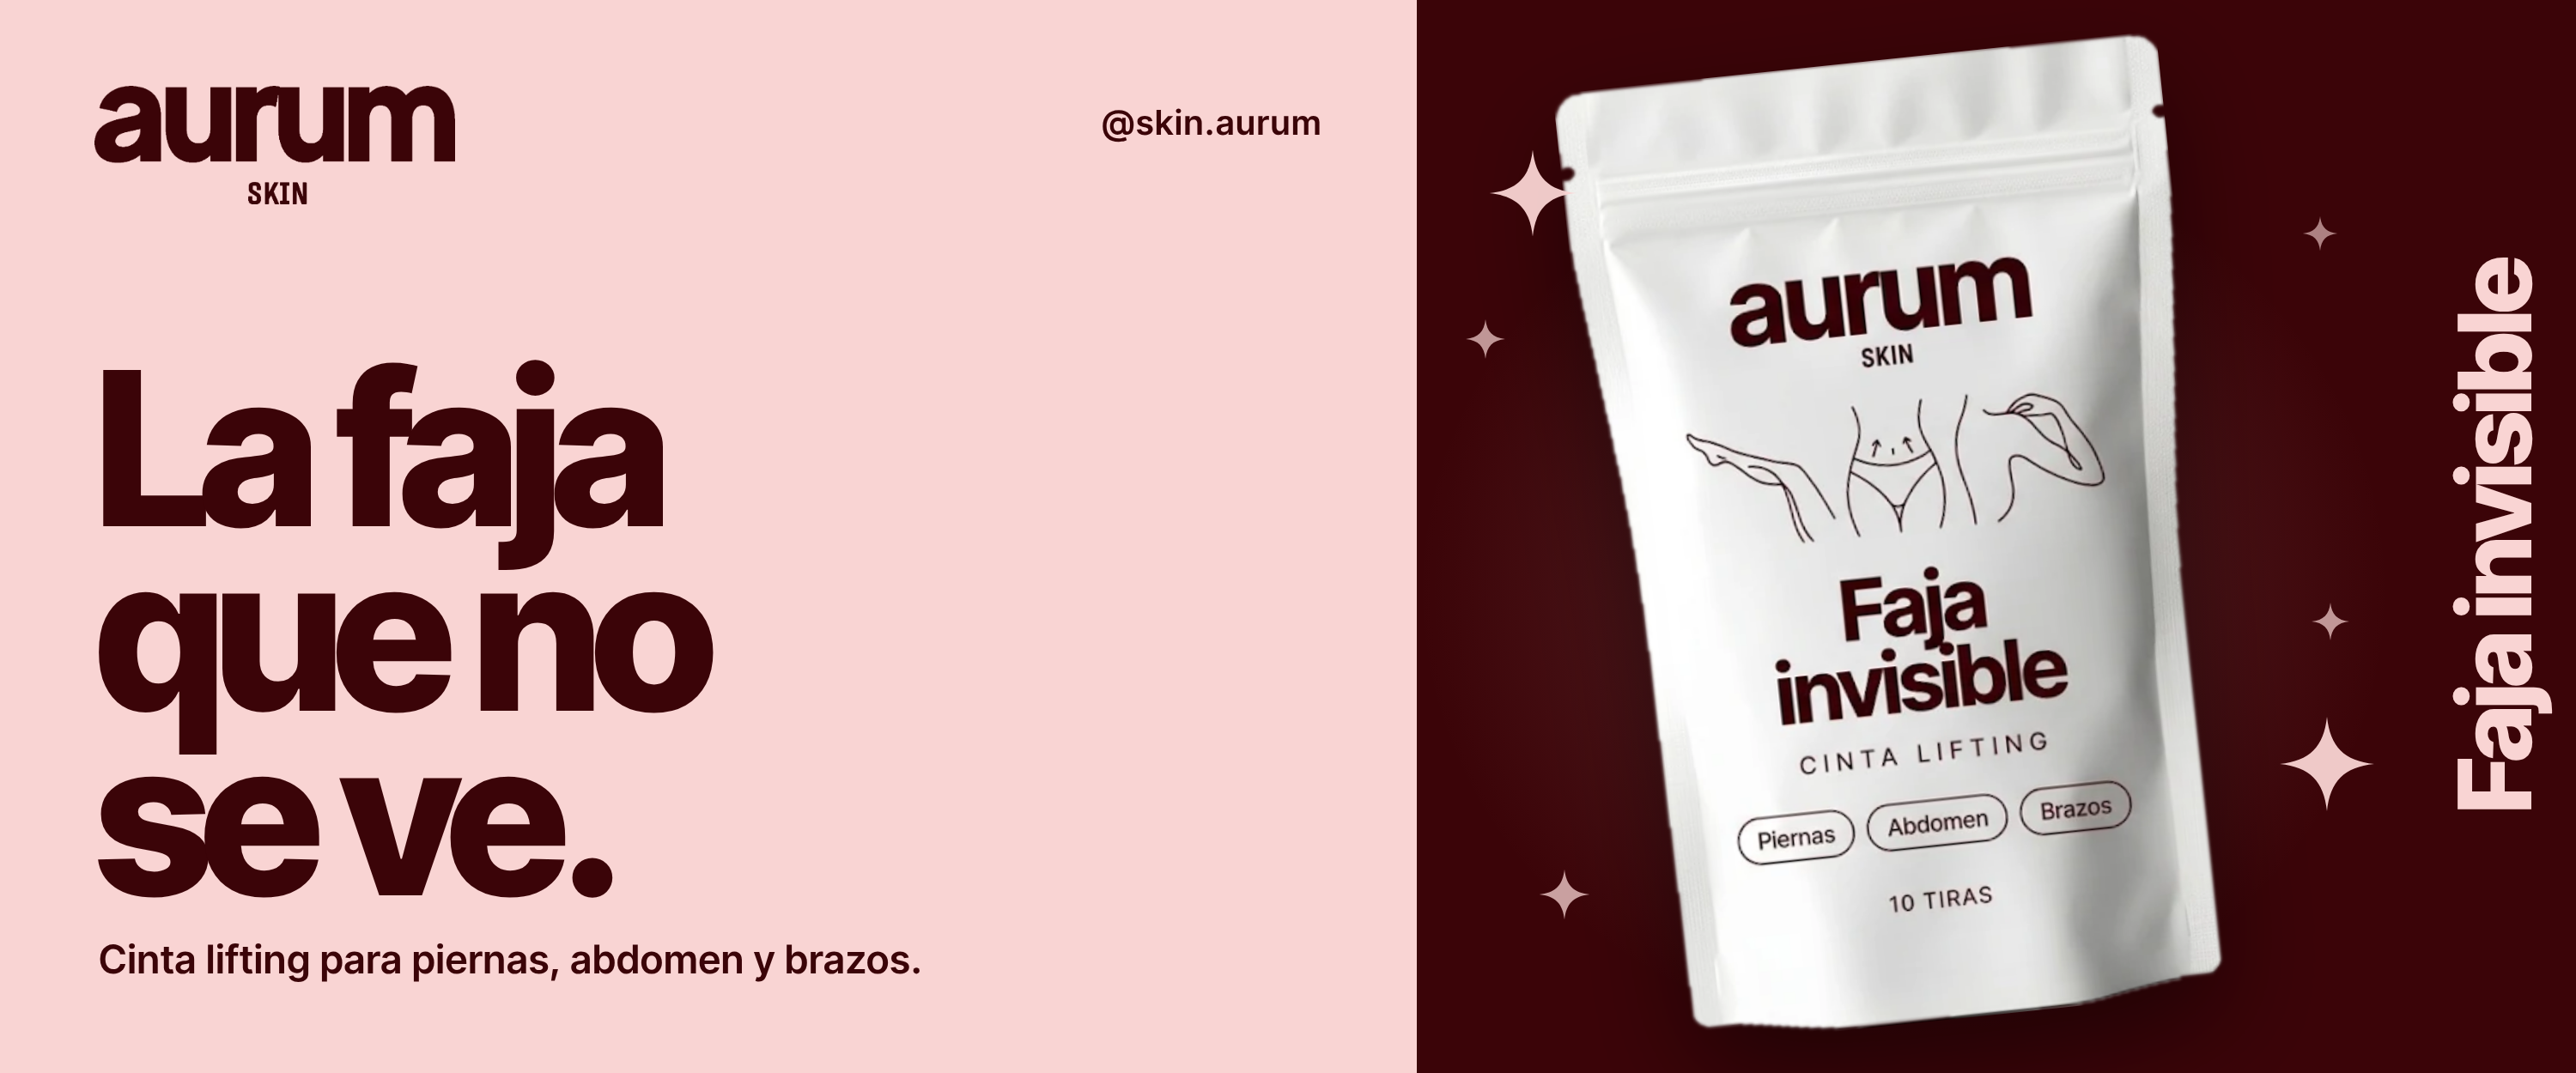 aurum
SKIN
@skin.aurum
La faja
que no
se ve.
Cinta lifting para piernas, abdomen y brazos.
aurum
SKIN
Faja
invisible
CINTA LIFTING
Piernas
Abdomen
Brazos
10 TIRAS
Faja invisible